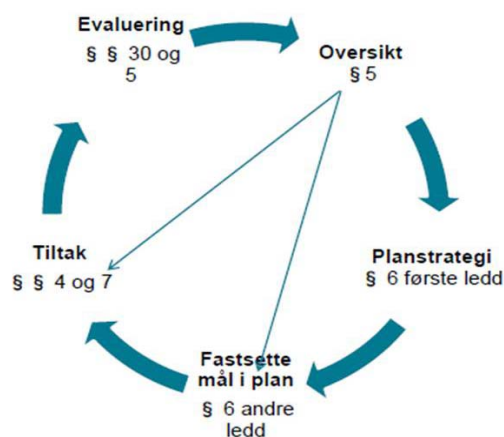 Evaluering
§ § 30 og
5
Oversikt
§ 5
Planstrategi
§ 6 første ledd
Fastsette
mål i plan
§ 6 andre
ledd
Tiltak
§ § 4 og 7